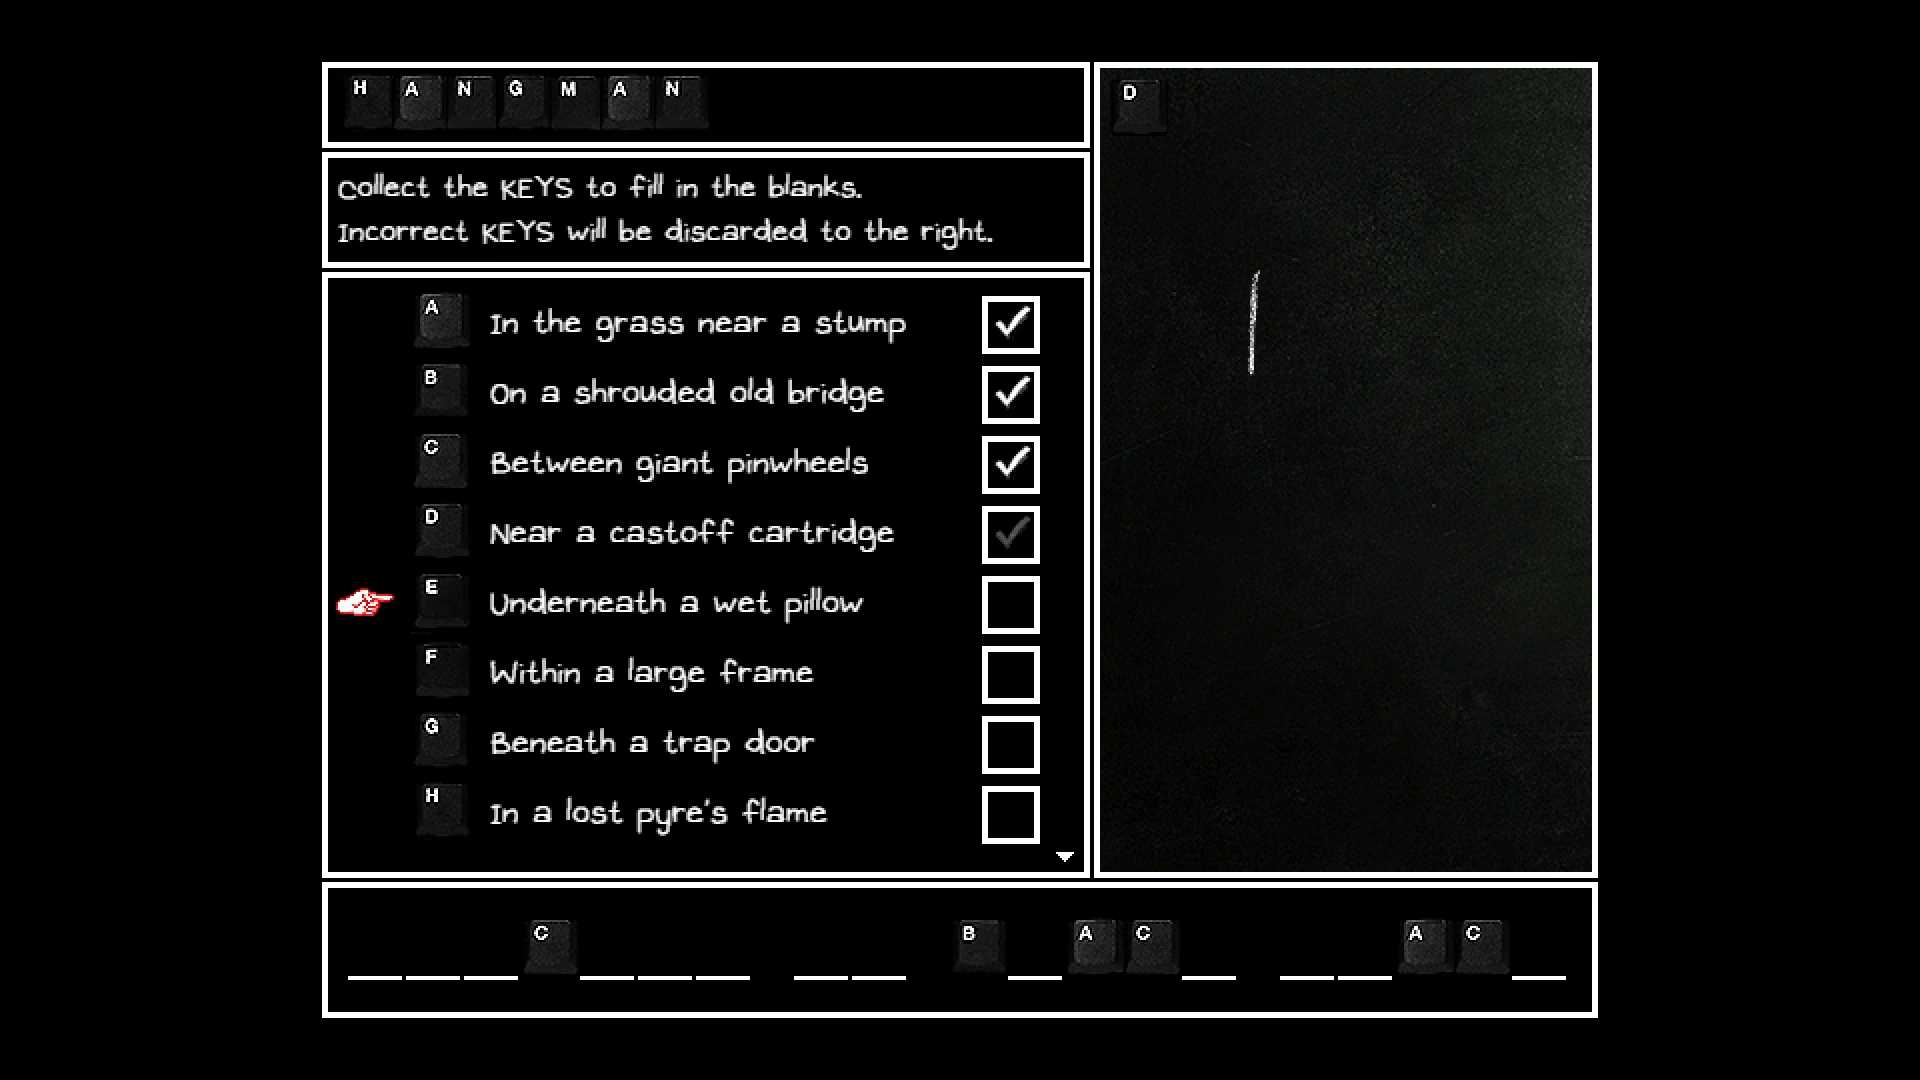 HANGMAN
Collect the KEYS to fill in the blanks.
Incorrect KEYS will be discarded to the right.
A In the grass near a stump
B On a shrouded old bridge
C Between giant pinwheels
D Near a castoff cartridge
E Underneath a wet pillow
F Within a large frame
G Beneath a trap door
H In a lost pyre's flame
D
_ _ _ C _ _ _ _ _ B _ A C _ _ _ A C _